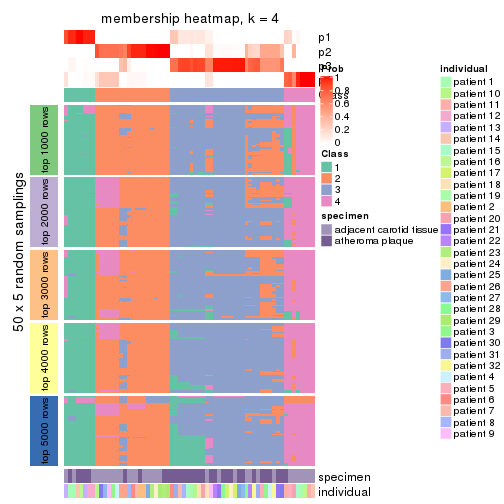 membership heatmap, k = 4
p1
p2
p3
Prob
1
0.8
0.6
0.4
0.2
0
Class
1
2
3
4
specimen
adjacent carotid tissue
atheroma plaque
individual
patient 1
patient 10
patient 11
patient 12
patient 13
patient 14
patient 15
patient 16
patient 17
patient 18
patient 19
patient 2
patient 20
patient 21
patient 22
patient 23
patient 24
patient 25
patient 26
patient 27
patient 28
patient 29
patient 3
patient 30
patient 31
patient 32
patient 4
patient 5
patient 6
patient 7
patient 8
patient 9
50 x 5 random samplings
top 1000 rows
top 2000 rows
top 3000 rows
top 4000 rows
top 5000 rows
specimen
individual